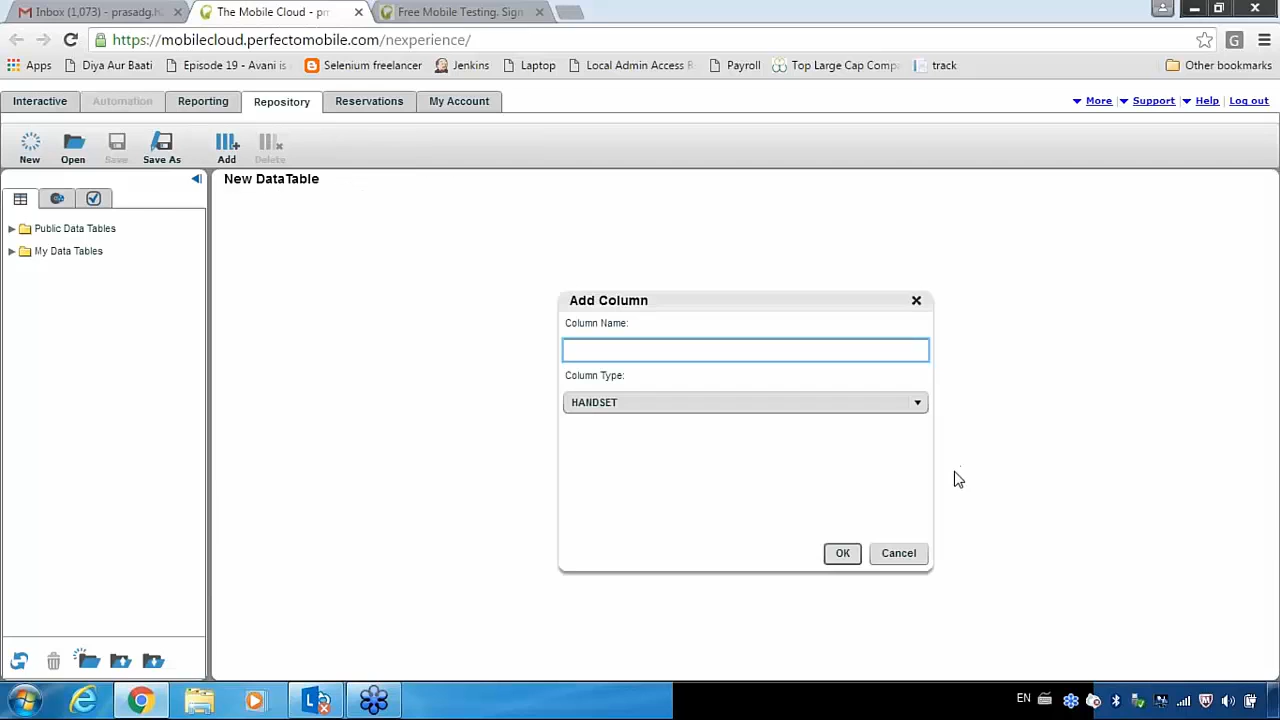 Inbox (1,073) - prasadg.h
The Mobile Cloud - pm
Free Mobile Testing. Sign
https://mobilecloud.perfectomobile.com/nexperience/
G
Apps
Diya Aur Baati
Episode 19 - Avani is
Selenium freelancer
Jenkins
Laptop
Local Admin Access R
Payroll
Top Large Cap Comp
track
Other bookmarks
Interactive
Automation
Reporting
Repository
Reservations
My Account
More
Support
Help
Log out
New
Open
Save
Save As
Add
Delete
New DataTable
Public Data Tables
My Data Tables
Add Column
Column Name:
Column Type:
HANDSET
OK
Cancel
EN